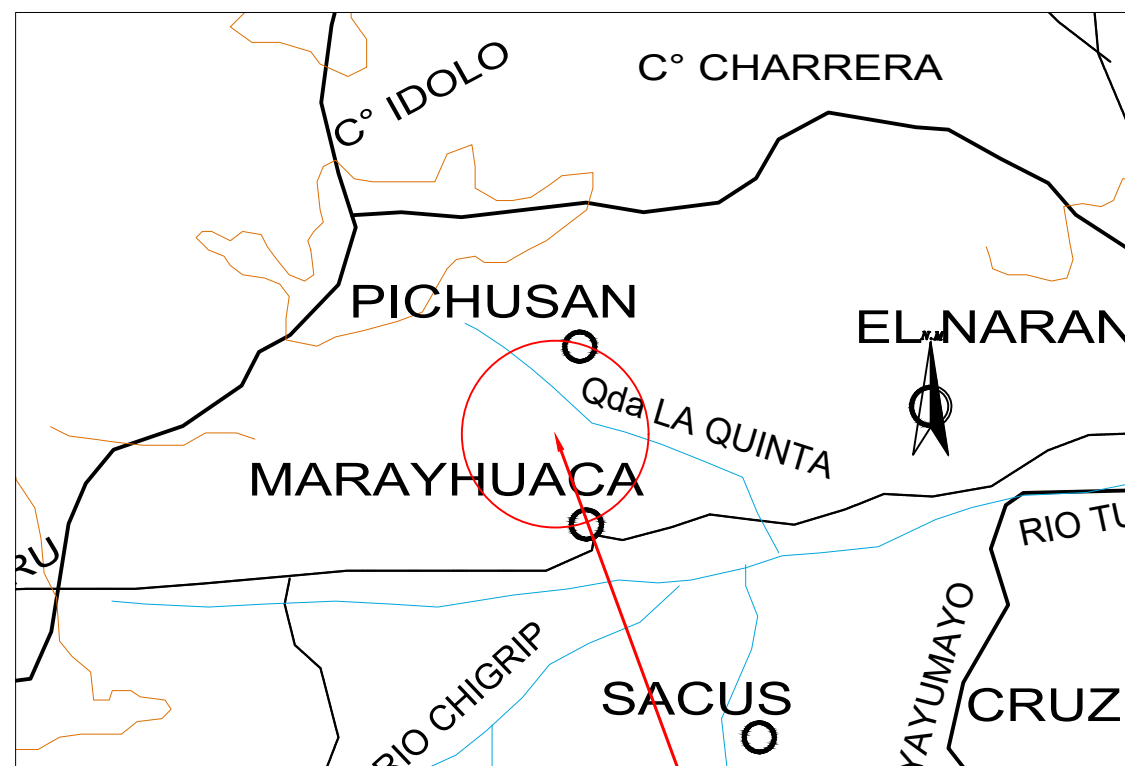 C° IDOLO
C° CHARRERA
PICHUSAN
EL NARAN
N.M
Qda LA QUINTA
MARAYHUACA
RIO TU
RU
RIO CHIGRIP
SACUS
YAYUMAYO
CRUZ